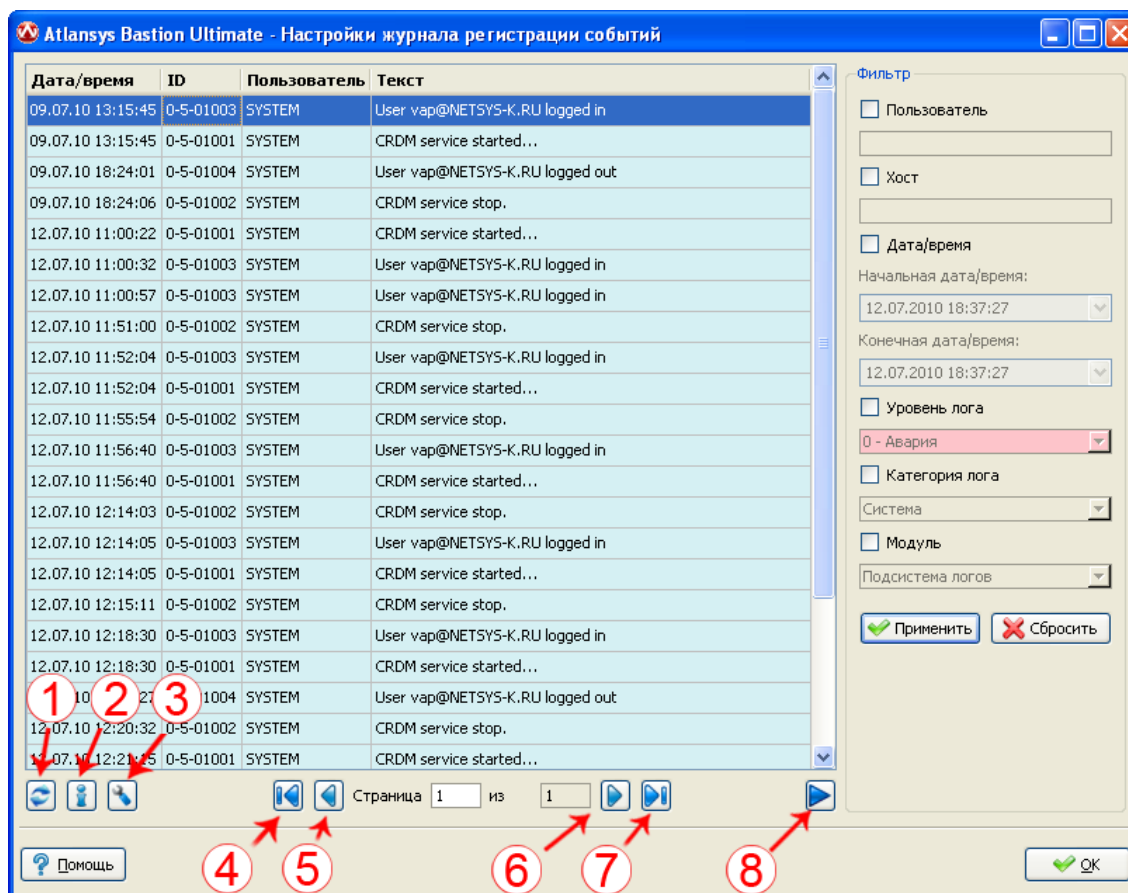 Atlansys Bastion Ultimate - Настройки журнала регистрации событий
Дата/время ID Пользователь Текст
09.07.10 13:15:45 0-5-01003 SYSTEM User vap@NETSYS-K.RU logged in
09.07.10 13:15:45 0-5-01001 SYSTEM CRDM service started...
09.07.10 18:24:01 0-5-01004 SYSTEM User vap@NETSYS-K.RU logged out
09.07.10 18:24:06 0-5-01002 SYSTEM CRDM service stop.
12.07.10 11:00:22 0-5-01001 SYSTEM CRDM service started...
12.07.10 11:00:32 0-5-01003 SYSTEM User vap@NETSYS-K.RU logged in
12.07.10 11:00:57 0-5-01003 SYSTEM User vap@NETSYS-K.RU logged in
12.07.10 11:51:00 0-5-01002 SYSTEM CRDM service stop.
12.07.10 11:52:04 0-5-01003 SYSTEM User vap@NETSYS-K.RU logged in
12.07.10 11:52:04 0-5-01001 SYSTEM CRDM service started...
12.07.10 11:55:54 0-5-01002 SYSTEM CRDM service stop.
12.07.10 11:56:40 0-5-01003 SYSTEM User vap@NETSYS-K.RU logged in
12.07.10 11:56:40 0-5-01001 SYSTEM CRDM service started...
12.07.10 12:14:03 0-5-01002 SYSTEM CRDM service stop.
12.07.10 12:14:05 0-5-01003 SYSTEM User vap@NETSYS-K.RU logged in
12.07.10 12:14:05 0-5-01001 SYSTEM CRDM service started...
12.07.10 12:15:11 0-5-01002 SYSTEM CRDM service stop.
12.07.10 12:18:30 0-5-01003 SYSTEM User vap@NETSYS-K.RU logged in
12.07.10 12:18:30 0-5-01001 SYSTEM CRDM service started...
10 27 1004 SYSTEM User vap@NETSYS-K.RU logged out
12.07.10 12:20:32 0-5-01002 SYSTEM CRDM service stop.
12.07.10 12:21:15 0-5-01001 SYSTEM CRDM service started...
1 2 3
Страница 1 из 1
4 5 6 7 8
Помощь
Фильтр
Пользователь
Хост
Дата/время
Начальная дата/время:
12.07.2010 18:37:27
Конечная дата/время:
12.07.2010 18:37:27
Уровень лога
0 - Авария
Категория лога
Система
Модуль
Подсистема логов
Применить Сбросить
OK